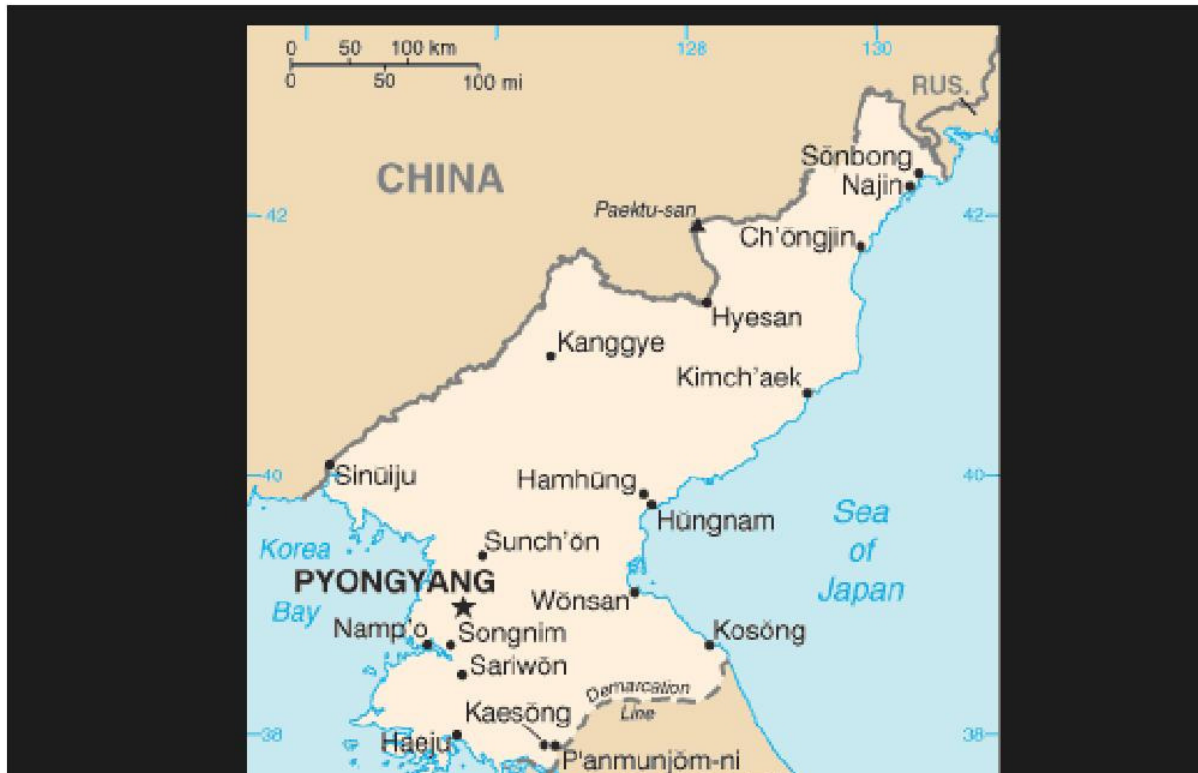 0 50 100 km
0 50 100 mi
128
130
RUS.
CHINA
Sŏnbong
Najin
42
Paektu-san
42
Ch'ŏngjin
Hyesan
Kanggye
Kimch'aek
40
Sinŭiju
40
Hamhŭng
Hŭngnam
Sea
of
Japan
Korea
Bay
Sunch'ŏn
PYONGYANG
Wŏnsan
Namp'o
Songnim
Kosŏng
Sariwŏn
Demarcation
Line
Kaesŏng
38
Haeju
38
P'anmunjŏm-ni